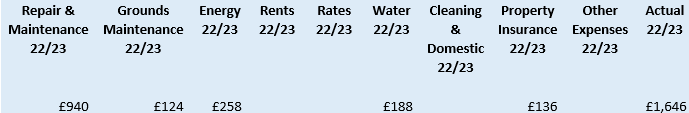 Repair & Maintenance 22/23 Grounds Maintenance 22/23 Energy 22/23 Rents 22/23 Rates 22/23 Water 22/23 Cleaning & Domestic 22/23 Property Insurance 22/23 Other Expenses 22/23 Actual 22/23
£940 £124 £258 £188 £136 £1,646